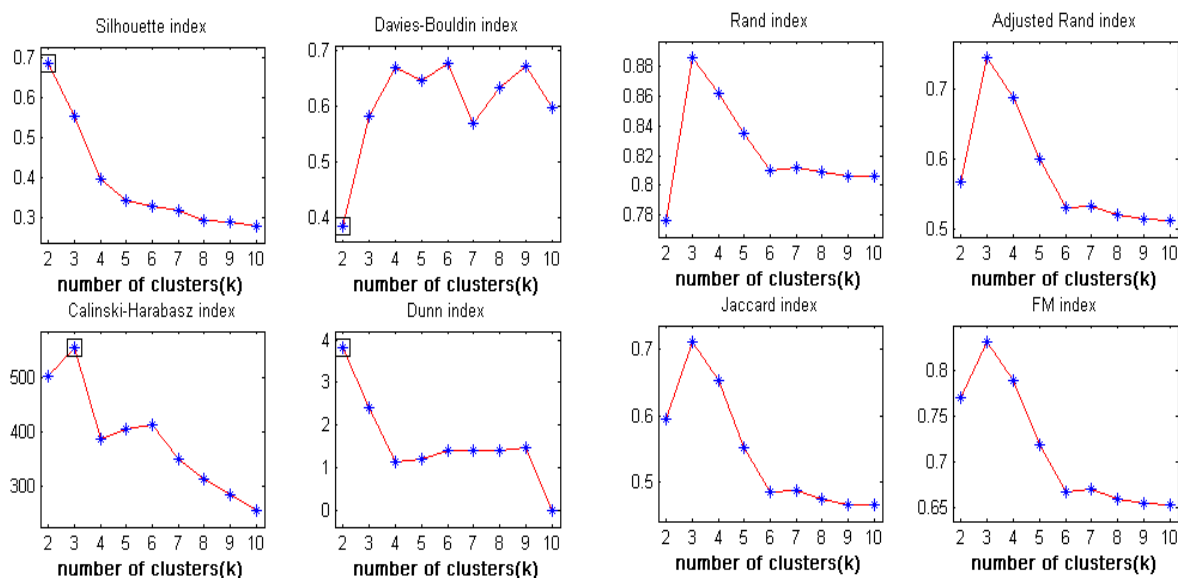 Silhouette index
0.7
0.6
0.5
0.4
0.3
2 3 4 5 6 7 8 9 10
number of clusters(k)
Davies-Bouldin index
0.7
0.6
0.5
0.4
2 3 4 5 6 7 8 9 10
number of clusters(k)
Rand index
0.88
0.86
0.84
0.82
0.8
0.78
2 3 4 5 6 7 8 9 10
number of clusters(k)
Adjusted Rand index
0.7
0.6
0.5
2 3 4 5 6 7 8 9 10
number of clusters(k)
Calinski-Harabasz index
500
400
300
2 3 4 5 6 7 8 9 10
number of clusters(k)
Dunn index
4
3
2
1
0
2 3 4 5 6 7 8 9 10
number of clusters(k)
Jaccard index
0.7
0.6
0.5
2 3 4 5 6 7 8 9 10
number of clusters(k)
FM index
0.8
0.75
0.7
0.65
2 3 4 5 6 7 8 9 10
number of clusters(k)